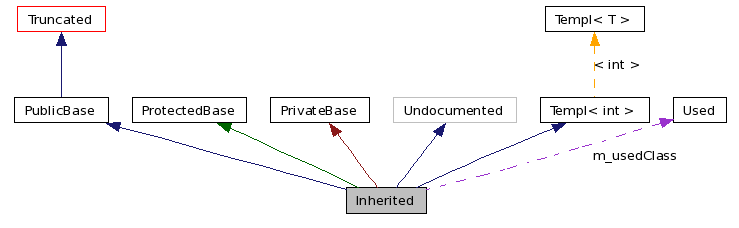 Truncated
Templ< T >
< int >
PublicBase
ProtectedBase
PrivateBase
Undocumented
Templ< int >
Used
m_usedClass
Inherited